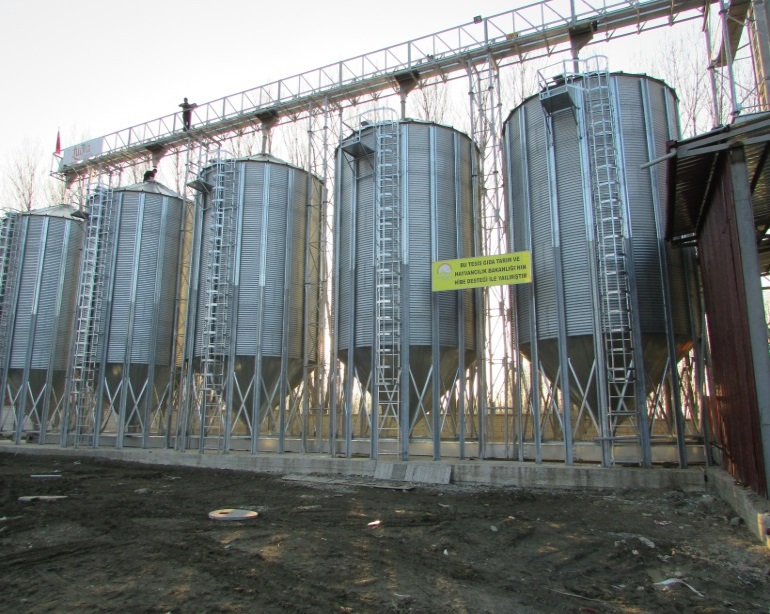 BU TESİS GIDA TARIM VE
HAYVANCILIK BAKANLIĞI'NIN
HİBE DESTEĞİ İLE YAPILMIŞTIR